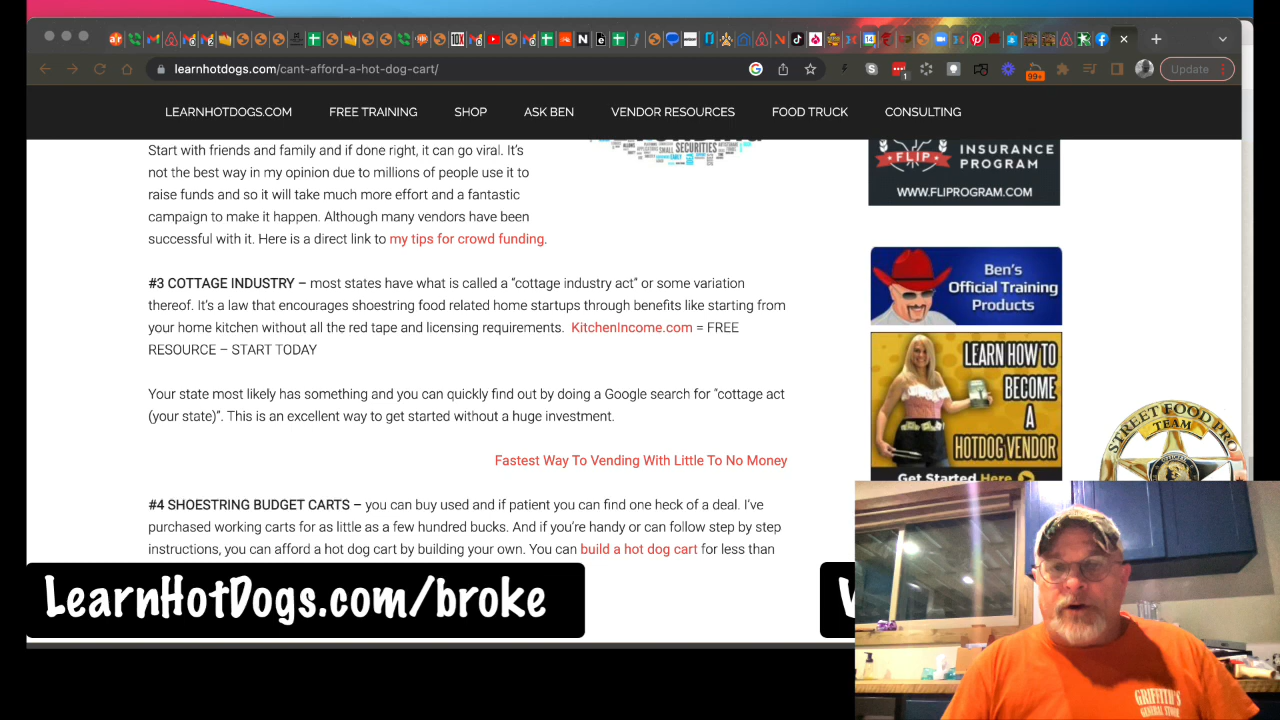 learnhotdogs.com/cant-afford-a-hot-dog-cart/
1
99+
Update
LEARNHOTDOGS.COM FREE TRAINING SHOP ASK BEN VENDOR RESOURCES FOOD TRUCK CONSULTING
SECURITIES
Start with friends and family and if done right, it can go viral. It’s
not the best way in my opinion due to millions of people use it to
raise funds and so it will take much more effort and a fantastic
campaign to make it happen. Although many vendors have been
successful with it. Here is a direct link to my tips for crowd funding.
#3 COTTAGE INDUSTRY – most states have what is called a “cottage industry act” or some variation
thereof. It’s a law that encourages shoestring food related home startups through benefits like starting from
your home kitchen without all the red tape and licensing requirements. KitchenIncome.com = FREE
RESOURCE – START TODAY
Your state most likely has something and you can quickly find out by doing a Google search for “cottage act
(your state)”. This is an excellent way to get started without a huge investment.
Fastest Way To Vending With Little To No Money
#4 SHOESTRING BUDGET CARTS – you can buy used and if patient you can find one heck of a deal. I’ve
purchased working carts for as little as a few hundred bucks. And if you’re handy or can follow step by step
instructions, you can afford a hot dog cart by building your own. You can build a hot dog cart for less than
FLIP
INSURANCE
PROGRAM
WWW.FLIPROGRAM.COM
Ben's
Official Training
Products
LEARN HOW TO
BECOME
A
HOTDOG VENDOR
Get Started Here
STREET FOOD PRO
TEAM
LearnHotDogs.com/broke
GRIFFITH'S
GENERAL STORE